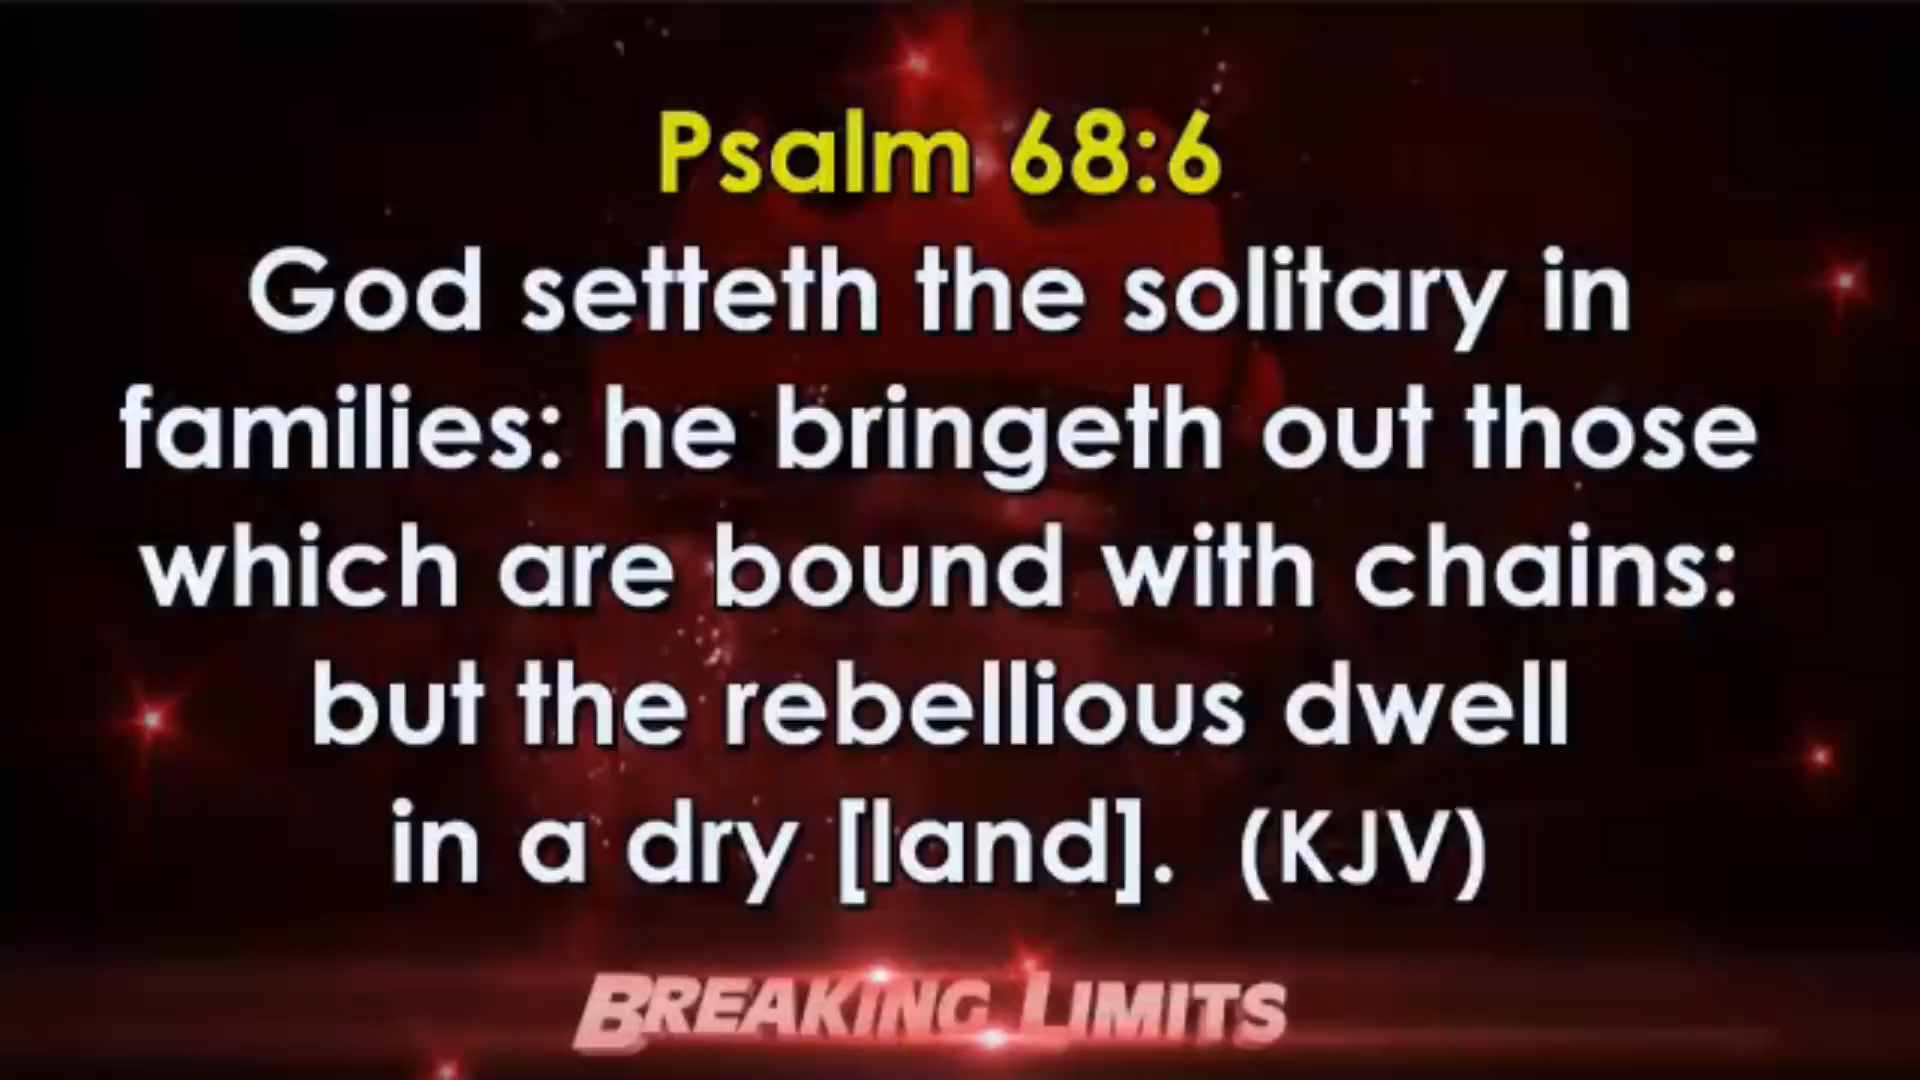 Psalm 68:6
God setteth the solitary in
families: he bringeth out those
which are bound with chains:
but the rebellious dwell
in a dry [land]. (KJV)
BREAKING LIMITS